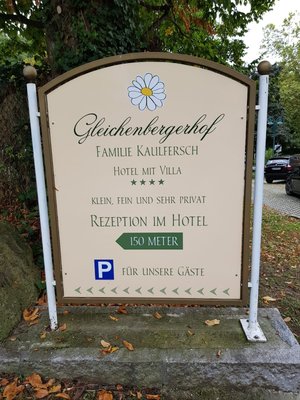 Gleichenbergerhof
FAMILIE KAULFERSCH
HOTEL MIT VILLA
★★★★
KLEIN, FEIN UND SEHR PRIVAT
REZEPTION IM HOTEL
150 METER
P FÜR UNSERE GÄSTE